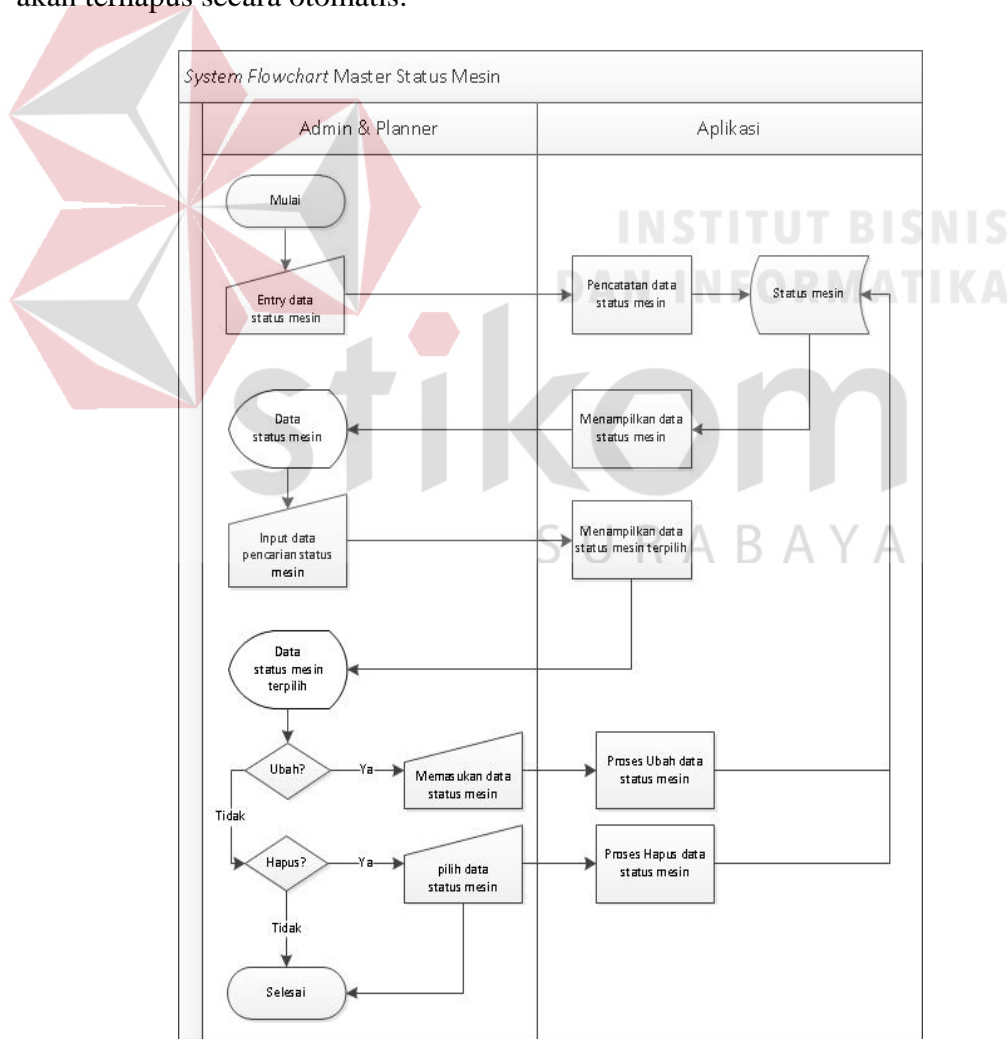 akan terhapus secara otomatis.
System Flowchart Master Status Mesin
Admin & Planner
Aplikasi
Mulai
INSTITUT BISNIS
DAN INFORMATIKA
Entry data
status mesin
Pencatatan data
status mesin
Status mesin
stikom
SURABAYA
Data
status mesin
Menampilkan data
status mesin
Input data
pencarian status
mesin
Menampilkan data
status mesin terpilih
Data
status mesin
terpilih
Ubah?
Ya
Memasukan data
status mesin
Proses Ubah data
status mesin
Tidak
Hapus?
Ya
pilih data
status mesin
Proses Hapus data
status mesin
Tidak
Selesai